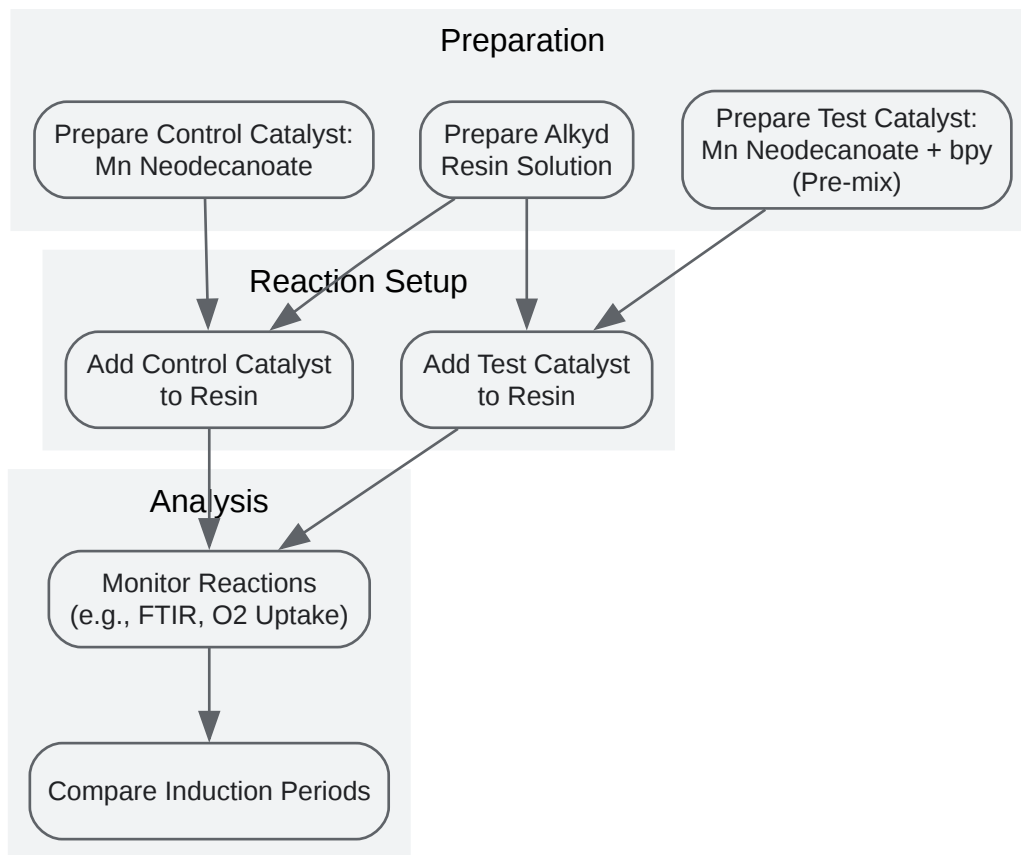 Preparation
Prepare Control Catalyst:
Mn Neodecanoate
Prepare Alkyd
Resin Solution
Prepare Test Catalyst:
Mn Neodecanoate + bpy
(Pre-mix)
Reaction Setup
Add Control Catalyst
to Resin
Add Test Catalyst
to Resin
Analysis
Monitor Reactions
(e.g., FTIR, O2 Uptake)
Compare Induction Periods